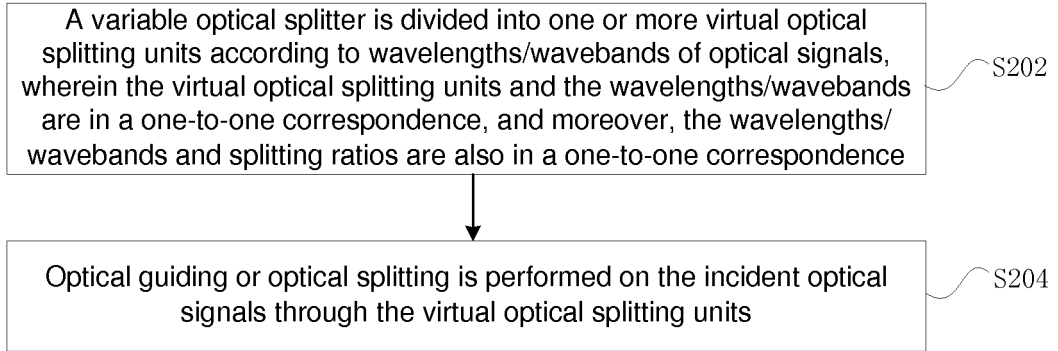 A variable optical splitter is divided into one or more virtual optical
splitting units according to wavelengths/wavebands of optical signals,
wherein the virtual optical splitting units and the wavelengths/wavebands
are in a one-to-one correspondence, and moreover, the wavelengths/
wavebands and splitting ratios are also in a one-to-one correspondence
S202
Optical guiding or optical splitting is performed on the incident optical
signals through the virtual optical splitting units
S204